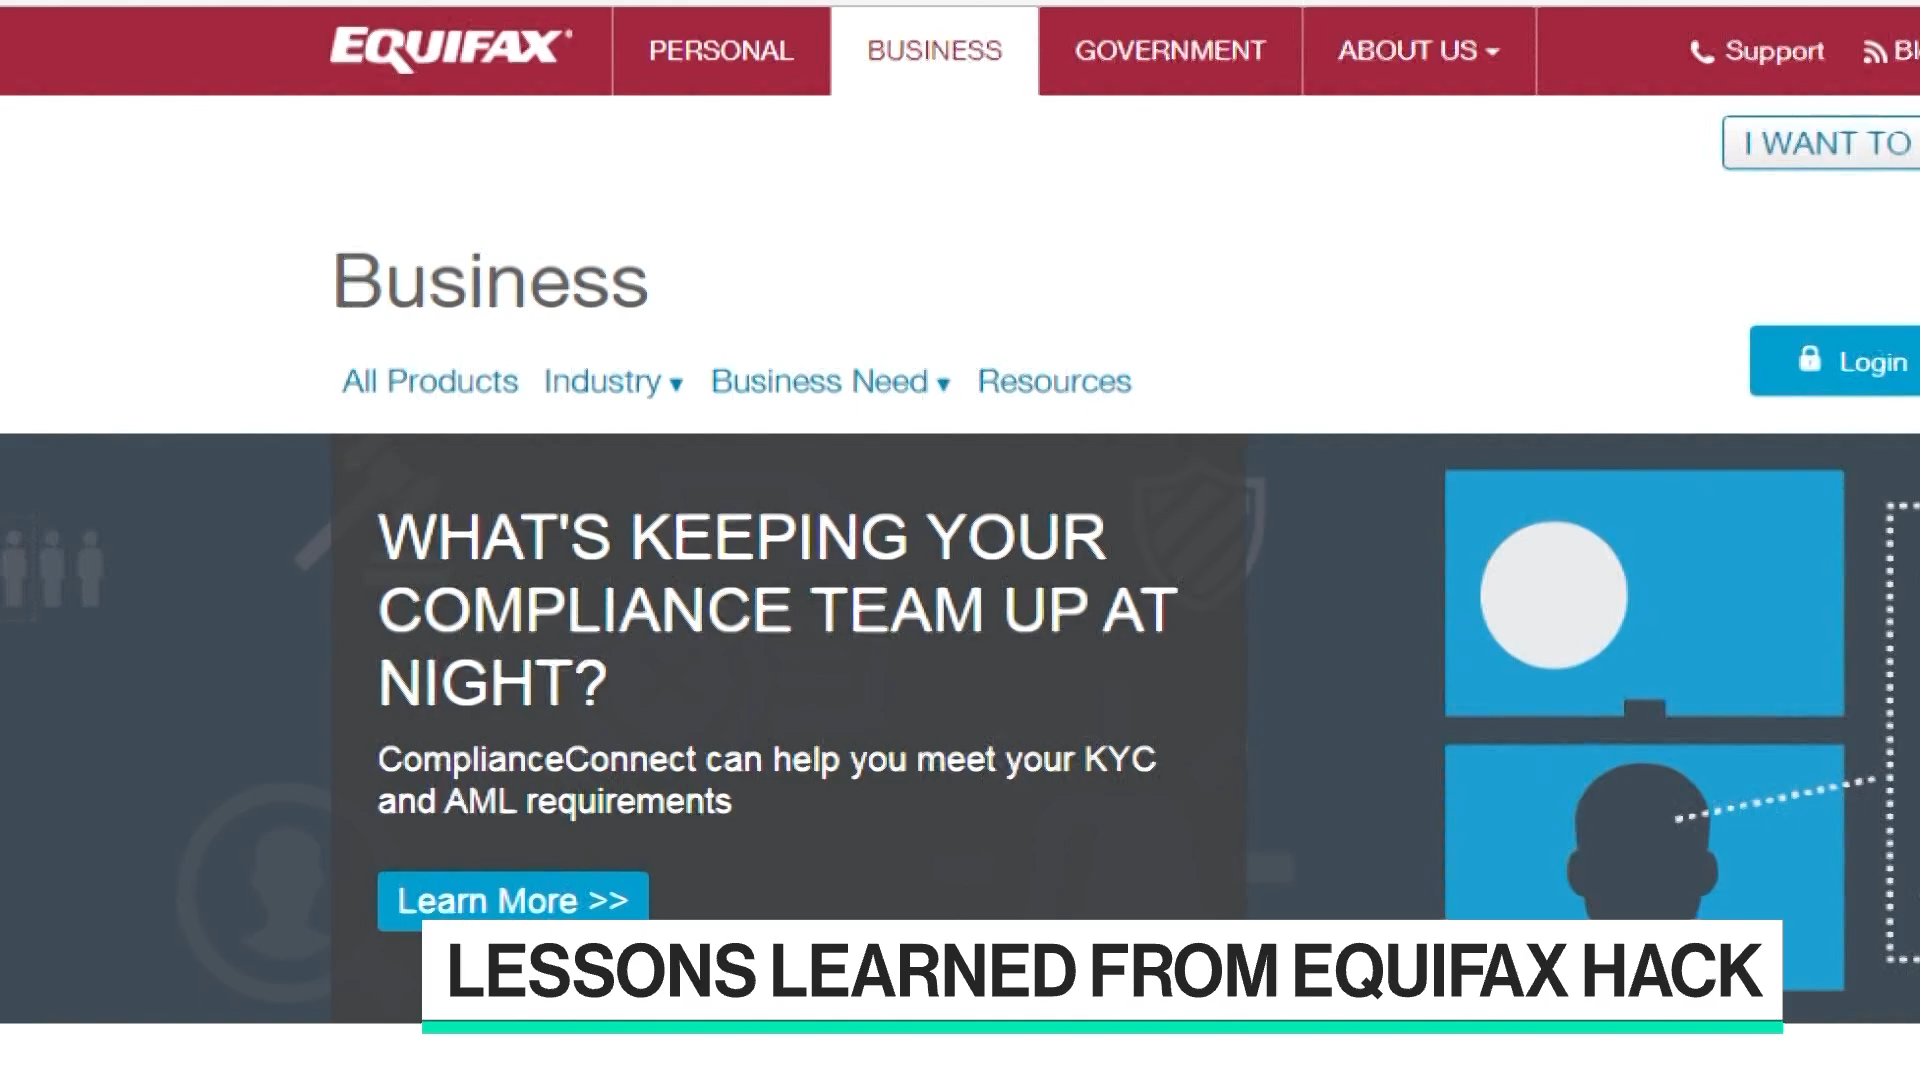 EQUIFAX PERSONAL BUSINESS GOVERNMENT ABOUT US Support
I WANT TO
Business
All Products Industry Business Need Resources
Login
WHAT'S KEEPING YOUR
COMPLIANCE TEAM UP AT
NIGHT?
ComplianceConnect can help you meet your KYC
and AML requirements
Learn More >>
LESSONS LEARNED FROM EQUIFAX HACK